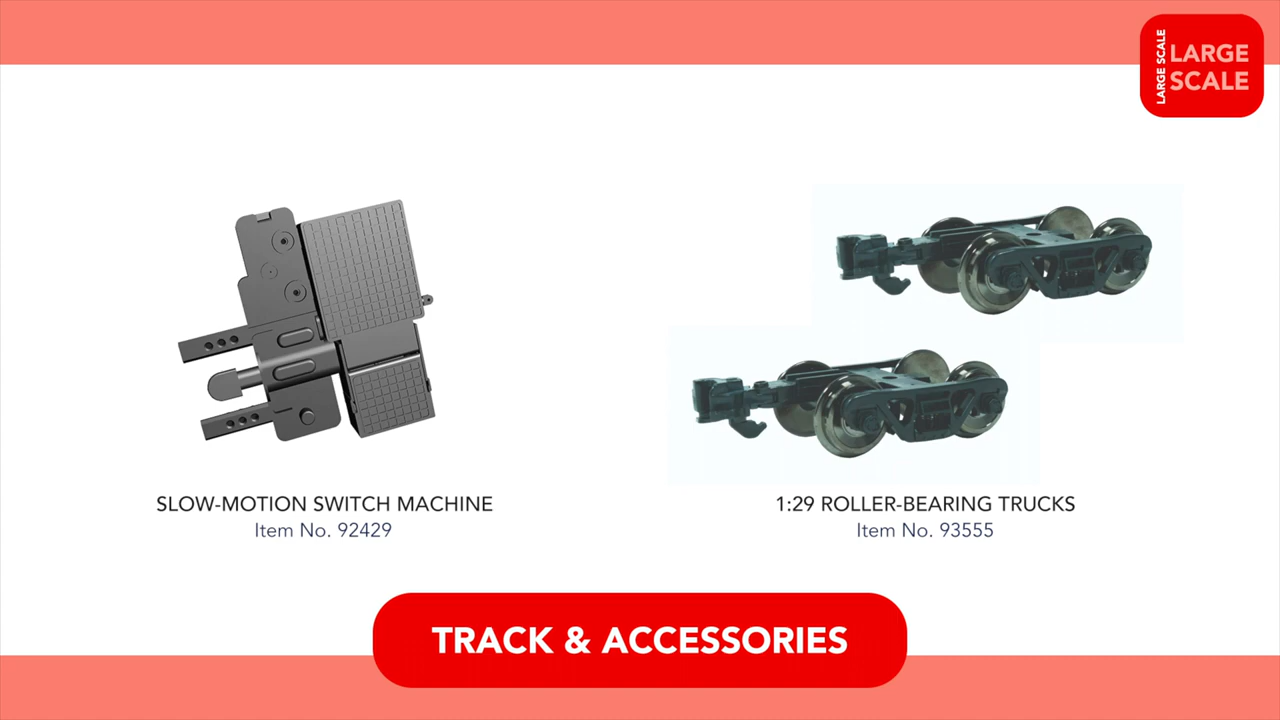 LARGE SCALE
LARGE
SCALE
SLOW-MOTION SWITCH MACHINE
Item No. 92429
1:29 ROLLER-BEARING TRUCKS
Item No. 93555
TRACK & ACCESSORIES